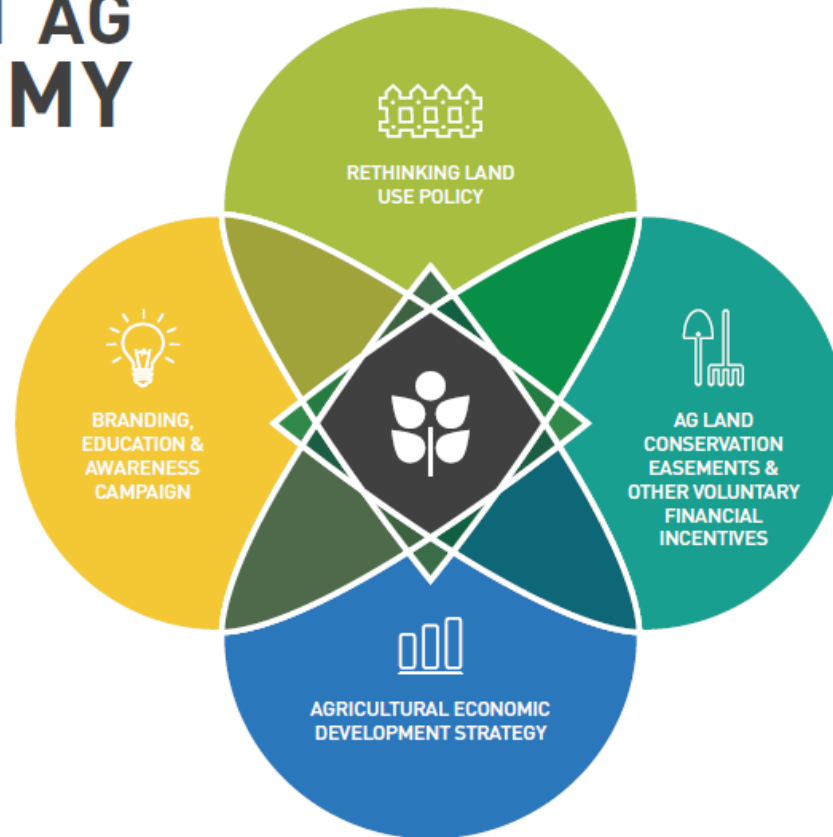 AG
MY
RETHINKING LAND
USE POLICY
BRANDING,
EDUCATION &
AWARENESS
CAMPAIGN
AG LAND
CONSERVATION
EASEMENTS &
OTHER VOLUNTARY
FINANCIAL
INCENTIVES
AGRICULTURAL ECONOMIC
DEVELOPMENT STRATEGY